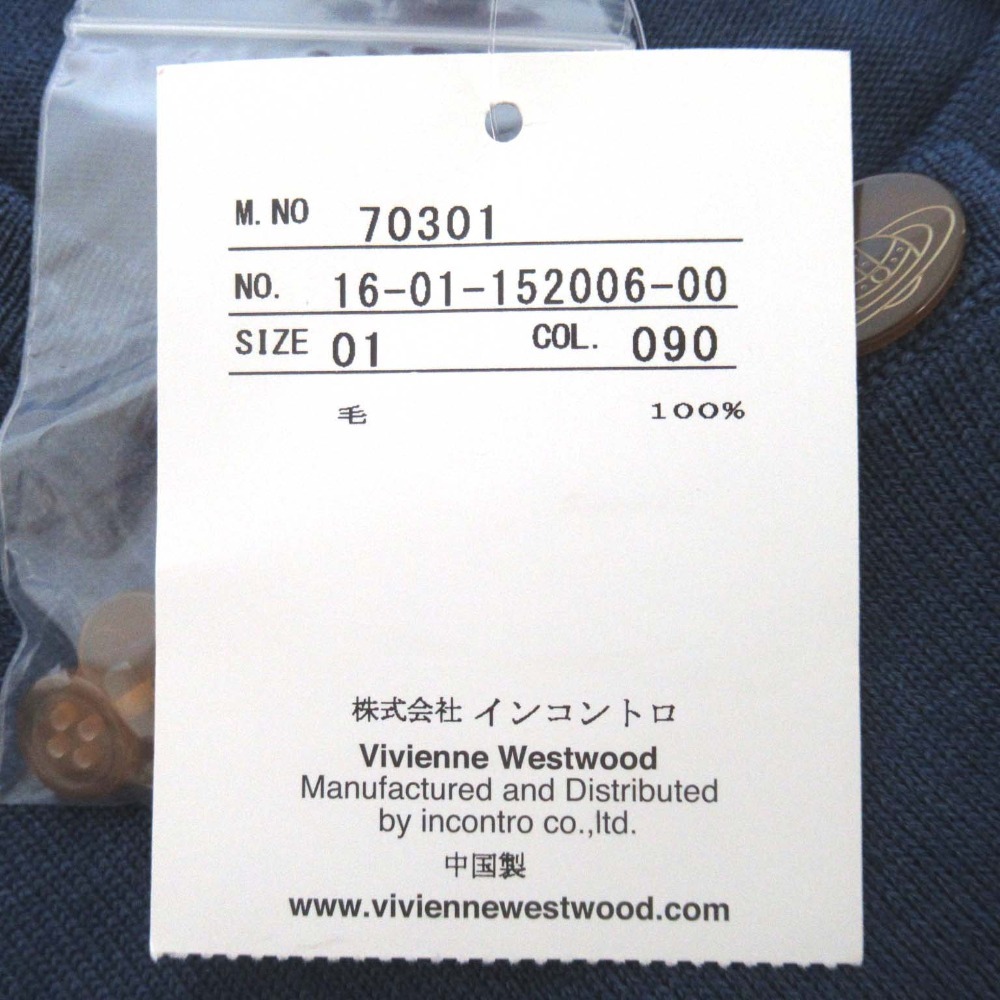 M. NO 70301
NO. 16-01-152006-00
SIZE 01 COL. 090
毛 100%
株式会社 インコントロ
Vivienne Westwood
Manufactured and Distributed
by incontro co.,ltd.
中国製
www.viviennewestwood.com